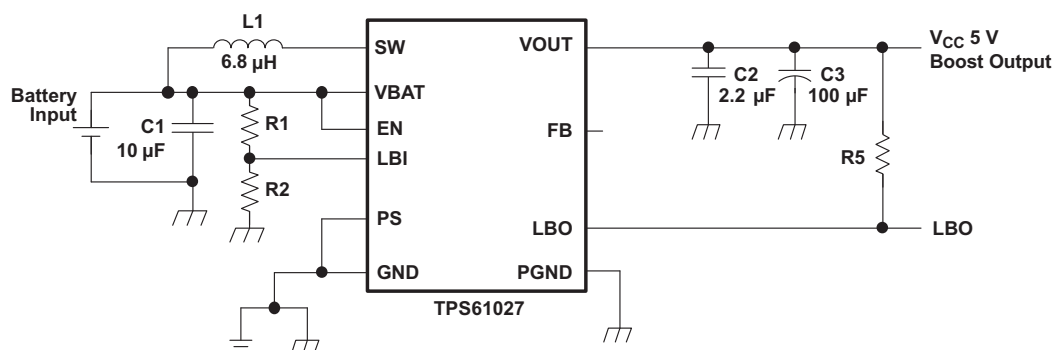 L1
6.8 µH
SW
VOUT
V_CC 5 V
Boost Output
Battery
Input
VBAT
C2
2.2 µF
C3
100 µF
C1
10 µF
R1
EN
FB
LBI
R5
R2
PS
LBO
LBO
GND
PGND
TPS61027